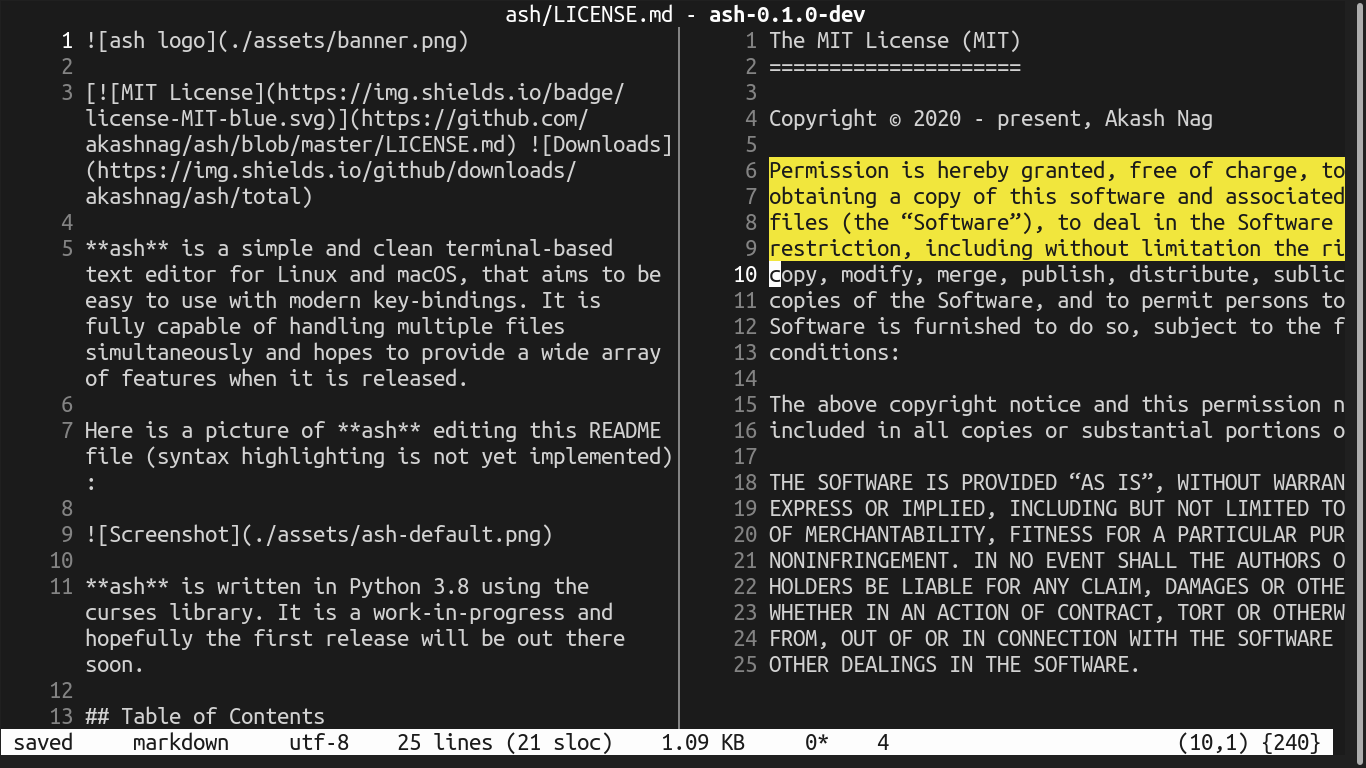 ash/LICENSE.md - ash-0.1.0-dev
1 ![ash logo](./assets/banner.png)
2
3 [![MIT License](https://img.shields.io/badge/
license-MIT-blue.svg)](https://github.com/
akashnag/ash/blob/master/LICENSE.md) ![Downloads]
(https://img.shields.io/github/downloads/
akashnag/ash/total)
4
5 **ash** is a simple and clean terminal-based
text editor for Linux and macOS, that aims to be
easy to use with modern key-bindings. It is
fully capable of handling multiple files
simultaneously and hopes to provide a wide array
of features when it is released.
6
7 Here is a picture of **ash** editing this README
file (syntax highlighting is not yet implemented)
:
8
9 ![Screenshot](./assets/ash-default.png)
10
11 **ash** is written in Python 3.8 using the
curses library. It is a work-in-progress and
hopefully the first release will be out there
soon.
12
13 ## Table of Contents
1 The MIT License (MIT)
2 =====================
3
4 Copyright © 2020 - present, Akash Nag
5
6 Permission is hereby granted, free of charge, to
7 obtaining a copy of this software and associated
8 files (the “Software”), to deal in the Software
9 restriction, including without limitation the ri
10 copy, modify, merge, publish, distribute, sublic
11 copies of the Software, and to permit persons to
12 Software is furnished to do so, subject to the f
13 conditions:
14
15 The above copyright notice and this permission n
16 included in all copies or substantial portions o
17
18 THE SOFTWARE IS PROVIDED “AS IS”, WITHOUT WARRAN
19 EXPRESS OR IMPLIED, INCLUDING BUT NOT LIMITED TO
20 OF MERCHANTABILITY, FITNESS FOR A PARTICULAR PUR
21 NONINFRINGEMENT. IN NO EVENT SHALL THE AUTHORS O
22 HOLDERS BE LIABLE FOR ANY CLAIM, DAMAGES OR OTHE
23 WHETHER IN AN ACTION OF CONTRACT, TORT OR OTHERW
24 FROM, OUT OF OR IN CONNECTION WITH THE SOFTWARE
25 OTHER DEALINGS IN THE SOFTWARE.
saved markdown utf-8 25 lines (21 sloc) 1.09 KB 0* 4 (10,1) {240}